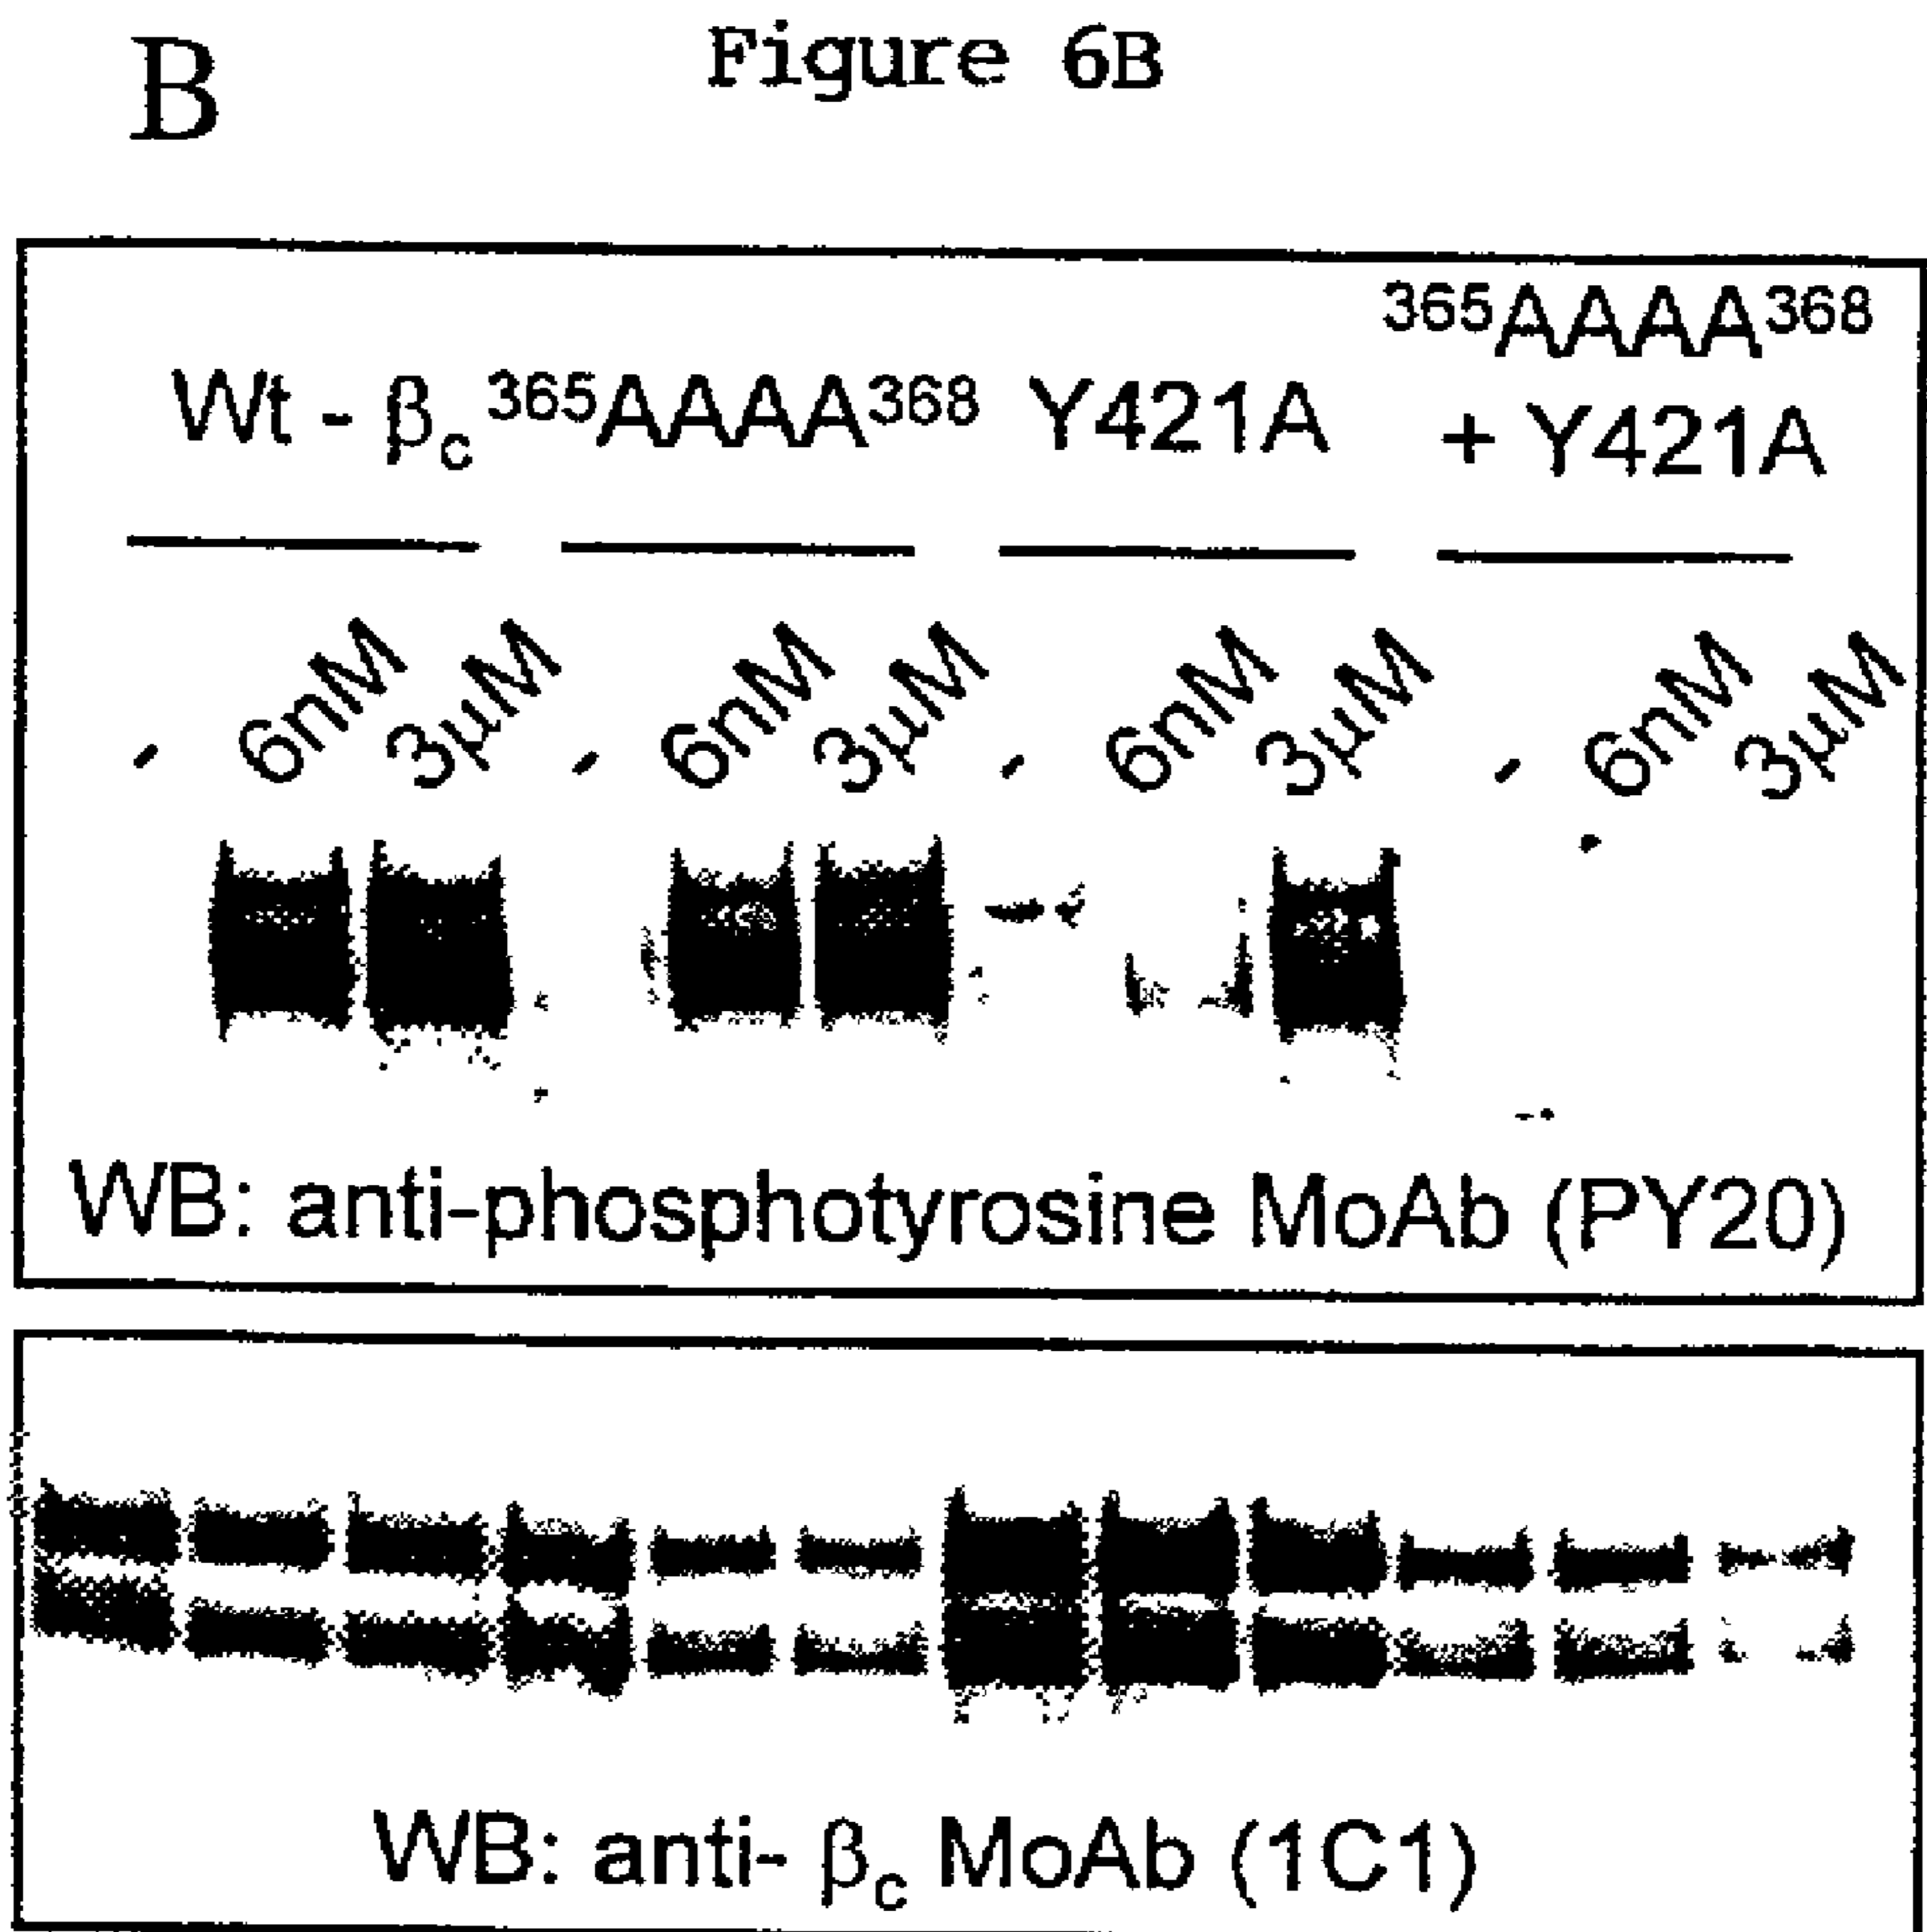 B Figure 6B
³⁶⁵AAAA³⁶⁸
Wt - βc ³⁶⁵AAAA³⁶⁸ Y421A + Y421A
- 6nM 3µM - 6nM 3µM - 6nM 3µM - 6nM 3µM
WB: anti-phosphotyrosine MoAb (PY20)
WB: anti- βc MoAb (1C1)